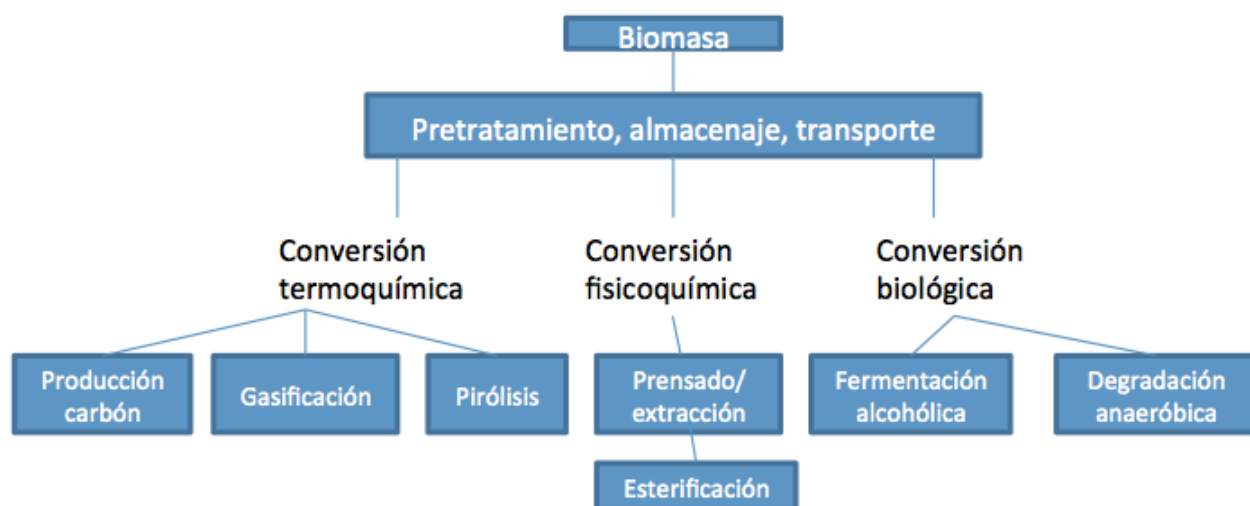 Biomasa
Pretratamiento, almacenaje, transporte
Conversión
termoquímica
Conversión
fisicoquímica
Conversión
biológica
Producción
carbón
Gasificación
Pirólisis
Prensado/
extracción
Fermentación
alcohólica
Degradación
anaeróbica
Esterificación